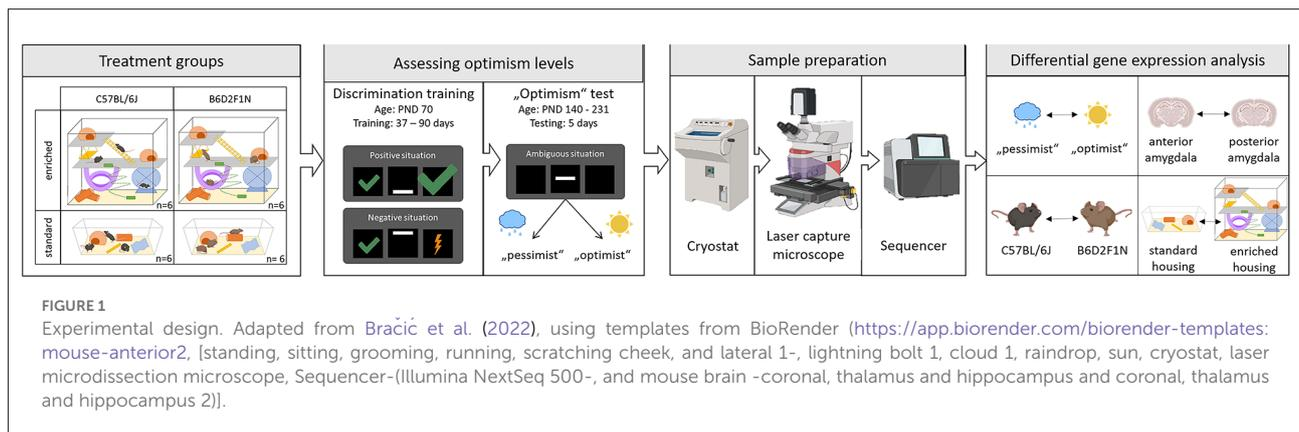 Treatment groups
C57BL/6J
B6D2F1N
enriched
n=6
n=6
standard
n=6
n= 6
Assessing optimism levels
Discrimination training
Age: PND 70
Training: 37 – 90 days
Positive situation
Negative situation
„Optimism“ test
Age: PND 140 - 231
Testing: 5 days
Ambiguous situation
„pessimist“
„optimist“
Sample preparation
Cryostat
Laser capture
microscope
Sequencer
Differential gene expression analysis
„pessimist“
„optimist“
anterior
amygdala
posterior
amygdala
C57BL/6J
B6D2F1N
standard
housing
enriched
housing
FIGURE 1
Experimental design. Adapted from Bračić et al. (2022), using templates from BioRender (https://app.biorender.com/biorender-templates:
mouse-anterior2, [standing, sitting, grooming, running, scratching cheek, and lateral 1-, lightning bolt 1, cloud 1, raindrop, sun, cryostat, laser
microdissection microscope, Sequencer-(Illumina NextSeq 500-, and mouse brain -coronal, thalamus and hippocampus and coronal, thalamus
and hippocampus 2)].